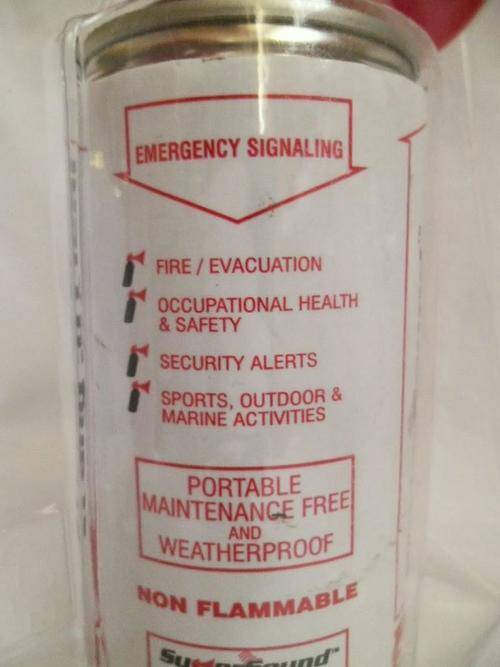 EMERGENCY SIGNALING
FIRE / EVACUATION
OCCUPATIONAL HEALTH
& SAFETY
SECURITY ALERTS
SPORTS, OUTDOOR &
MARINE ACTIVITIES
PORTABLE
MAINTENANCE FREE
AND
WEATHERPROOF
NON FLAMMABLE